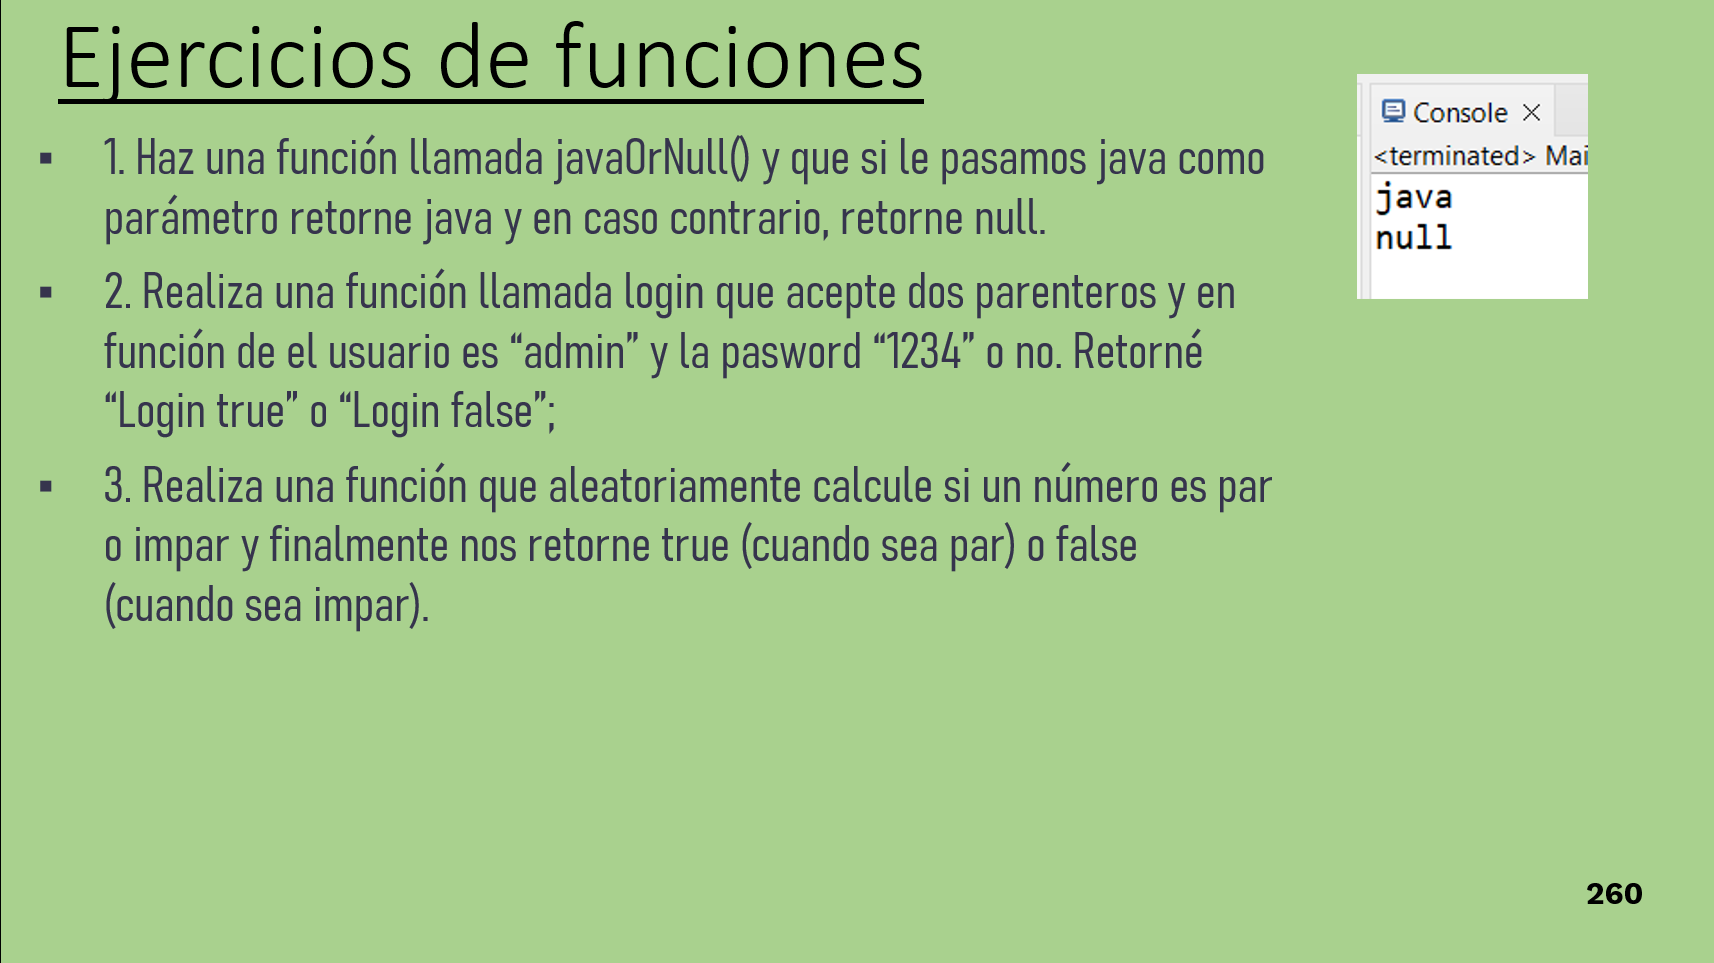 Ejercicios de funciones
▪ 1. Haz una función llamada javaOrNull() y que si le pasamos java como
parámetro retorne java y en caso contrario, retorne null.
▪ 2. Realiza una función llamada login que acepte dos parenteros y en
función de el usuario es “admin” y la pasword “1234” o no. Retorné
“Login true” o “Login false”;
▪ 3. Realiza una función que aleatoriamente calcule si un número es par
o impar y finalmente nos retorne true (cuando sea par) o false
(cuando sea impar).
Console
<terminated> Mai
java
null
260